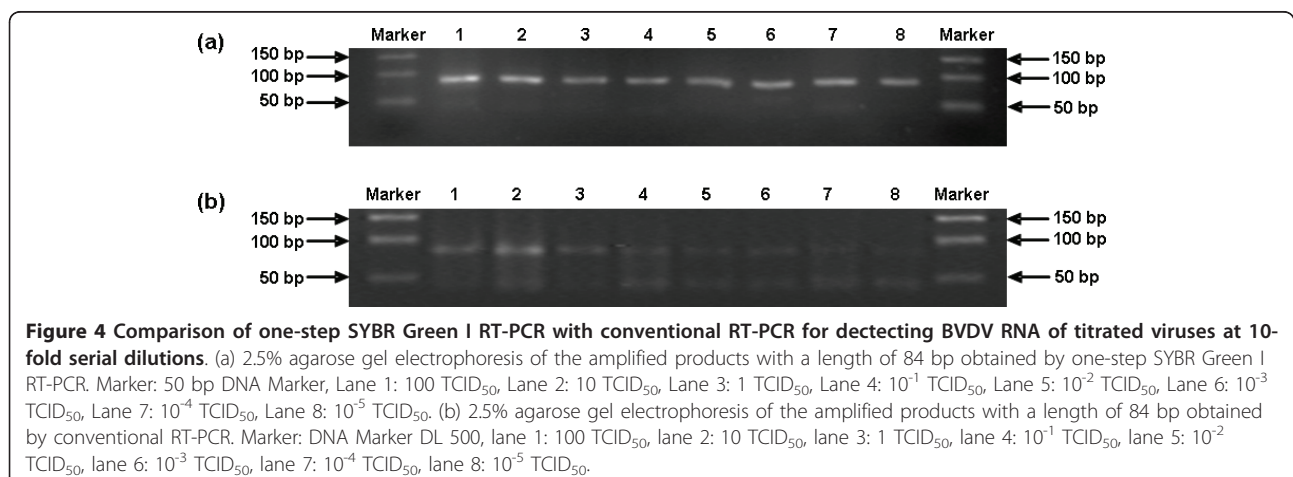 (a)
Marker 1 2 3 4 5 6 7 8 Marker
150 bp 150 bp
100 bp 100 bp
50 bp 50 bp
(b)
Marker 1 2 3 4 5 6 7 8 Marker
150 bp 150 bp
100 bp 100 bp
50 bp 50 bp
Figure 4 Comparison of one-step SYBR Green I RT-PCR with conventional RT-PCR for dectecting BVDV RNA of titrated viruses at 10-
fold serial dilutions. (a) 2.5% agarose gel electrophoresis of the amplified products with a length of 84 bp obtained by one-step SYBR Green I
RT-PCR. Marker: 50 bp DNA Marker, Lane 1: 100 TCID₅₀, Lane 2: 10 TCID₅₀, Lane 3: 1 TCID₅₀, Lane 4: 10⁻¹ TCID₅₀, Lane 5: 10⁻² TCID₅₀, Lane 6: 10⁻³
TCID₅₀, Lane 7: 10⁻⁴ TCID₅₀, Lane 8: 10⁻⁵ TCID₅₀. (b) 2.5% agarose gel electrophoresis of the amplified products with a length of 84 bp obtained
by conventional RT-PCR. Marker: DNA Marker DL 500, lane 1: 100 TCID₅₀, lane 2: 10 TCID₅₀, lane 3: 1 TCID₅₀, lane 4: 10⁻¹ TCID₅₀, lane 5: 10⁻²
TCID₅₀, lane 6: 10⁻³ TCID₅₀, lane 7: 10⁻⁴ TCID₅₀, lane 8: 10⁻⁵ TCID₅₀.